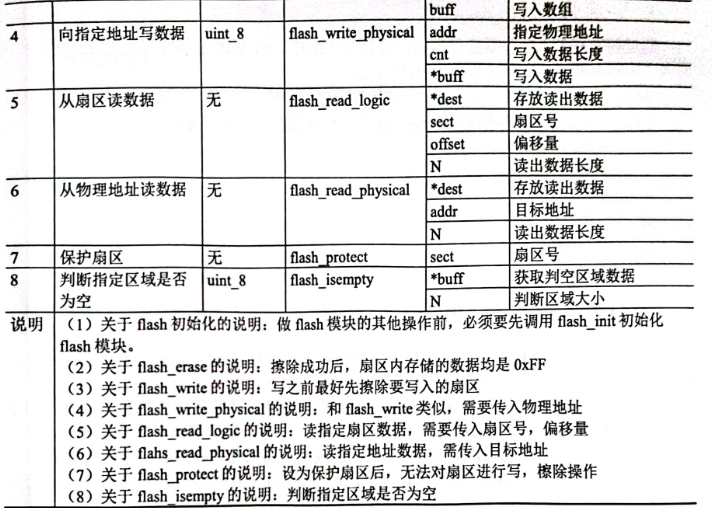 buff 写入数组
4 向指定地址写数据 uint_8 flash_write_physical addr 指定物理地址
cnt 写入数据长度
*buff 写入数据
5 从扇区读数据 无 flash_read_logic *dest 存放读出数据
sect 扇区号
offset 偏移量
N 读出数据长度
6 从物理地址读数据 无 flash_read_physical *dest 存放读出数据
addr 目标地址
N 读出数据长度
7 保护扇区 无 flash_protect sect 扇区号
8 判断指定区域是否 uint_8 flash_isempty *buff 获取判空区域数据
为空 N 判断区域大小
说明 （1）关于 flash 初始化的说明：做 flash 模块的其他操作前，必须要先调用 flash_init 初始化
flash 模块。
（2）关于 flash_erase 的说明：擦除成功后，扇区内存储的数据均是 0xFF
（3）关于 flash_write 的说明：写之前最好先擦除要写入的扇区
（4）关于 flash_write_physical 的说明：和 flash_write 类似，需要传入物理地址
（5）关于 flash_read_logic 的说明：读指定扇区数据，需要传入扇区号，偏移量
（6）关于 flahs_read_physical 的说明：读指定地址数据，需传入目标地址
（7）关于 flash_protect 的说明：设为保护扇区后，无法对扇区进行写，檫除操作
（8）关于 flash_isempty 的说明：判断指定区域是否为空